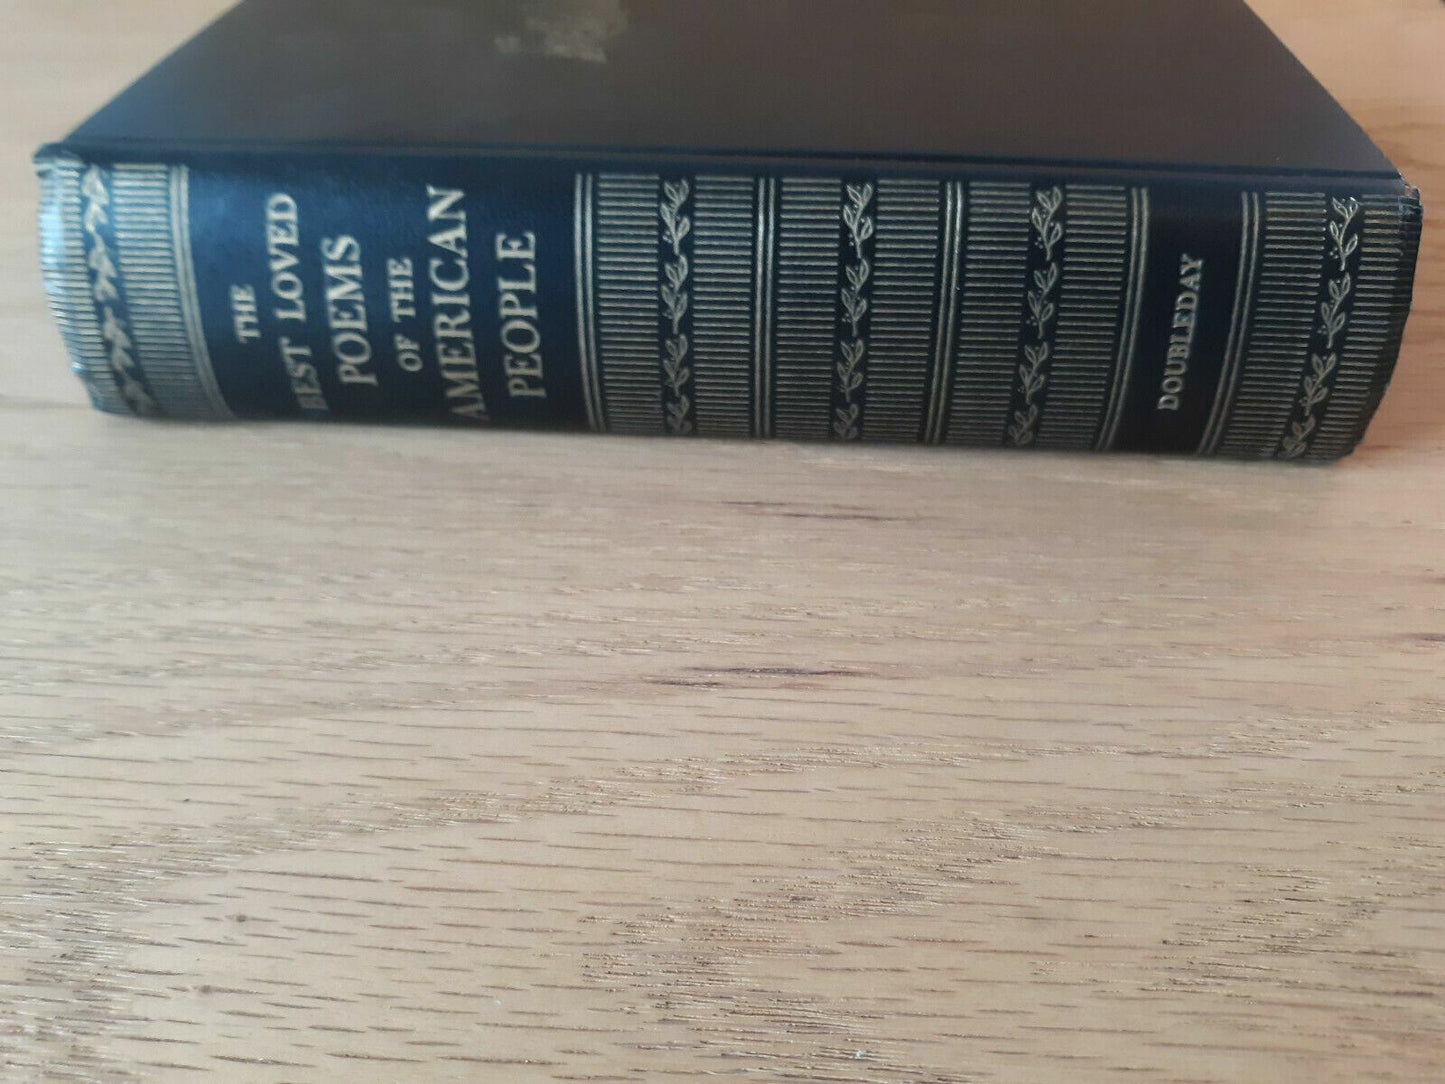 THE
BEST LOVED
POEMS
OF THE
AMERICAN
PEOPLE
DOUBLEDAY